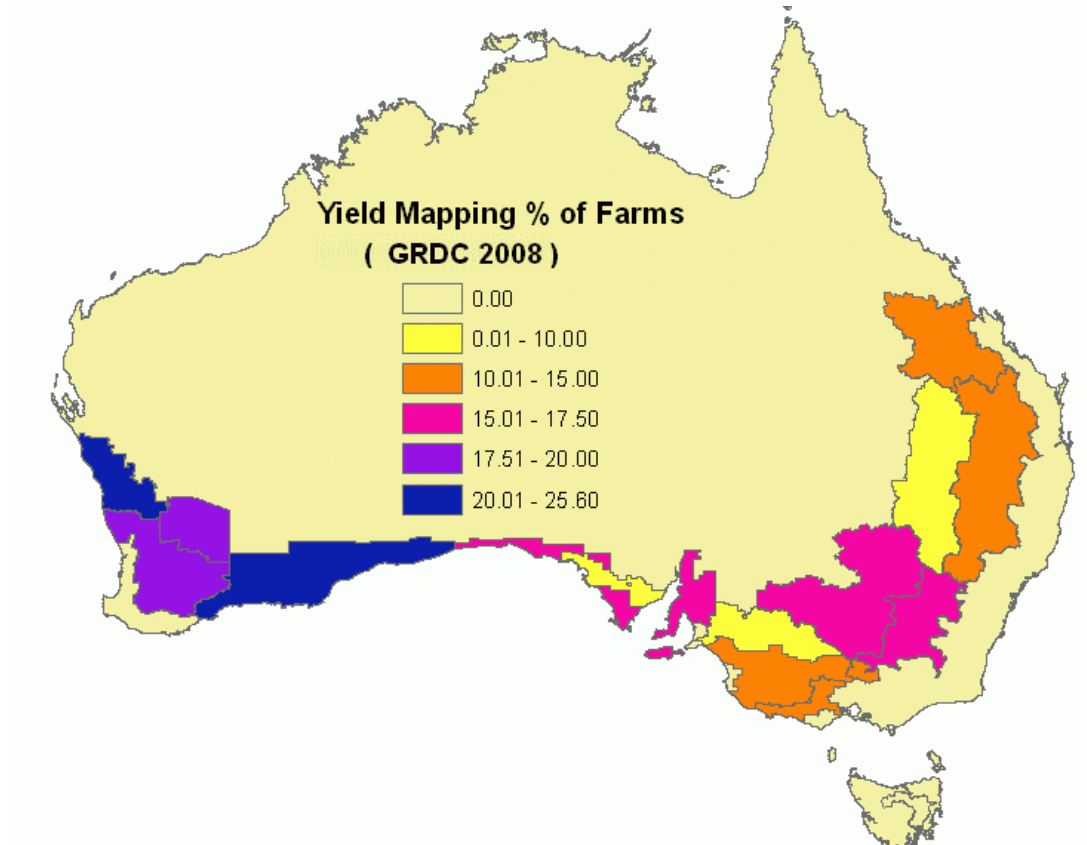 Yield Mapping % of Farms
( GRDC 2008 )
0.00
0.01 - 10.00
10.01 - 15.00
15.01 - 17.50
17.51 - 20.00
20.01 - 25.60